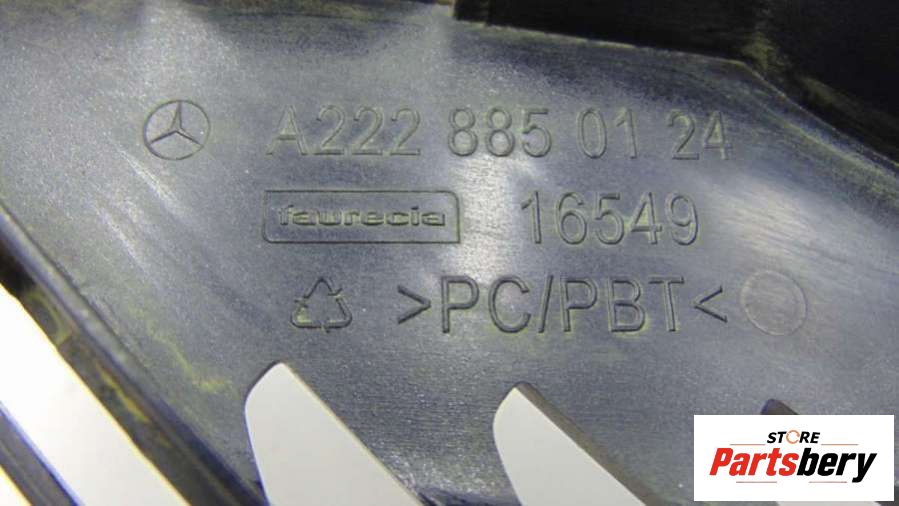 A222 885 01 24
faurecia 16549
>PC/PBT<
STORE
Partsbery